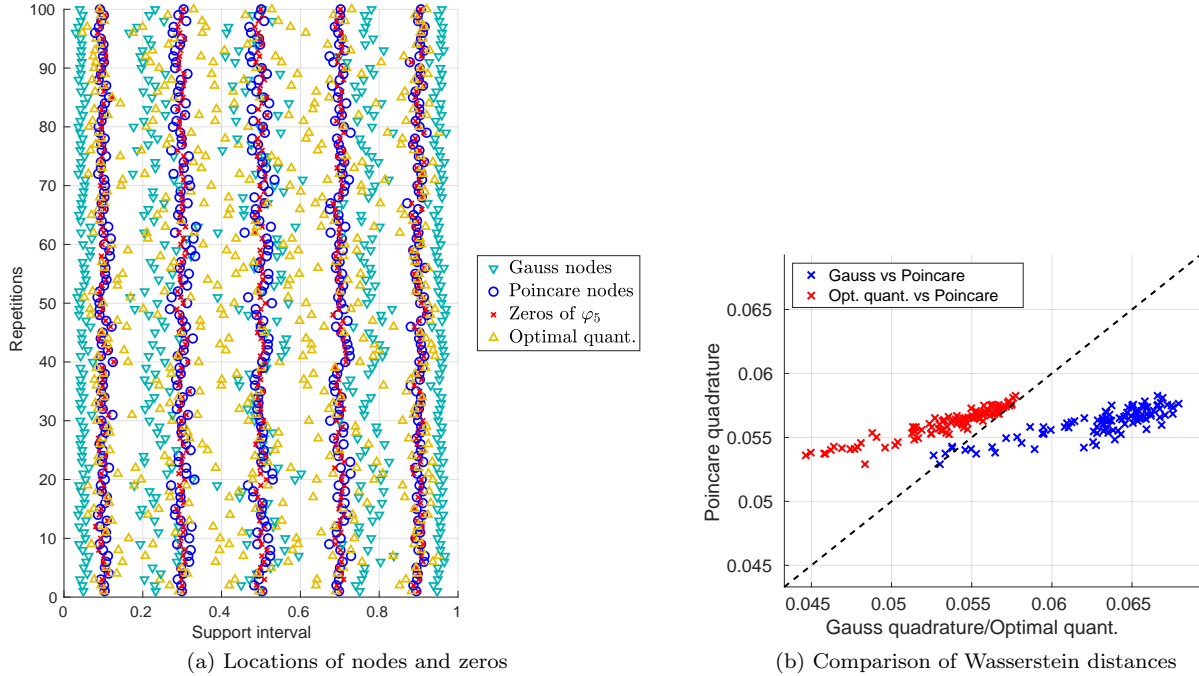 100
90
80
70
60
50
40
30
20
10
0
Repetitions
0 0.2 0.4 0.6 0.8 1
Support interval
Gauss nodes
Poincare nodes
Zeros of φ5
Optimal quant.
(a) Locations of nodes and zeros
Gauss vs Poincare
Opt. quant. vs Poincare
0.065
0.06
0.055
0.05
0.045
Poincare quadrature
0.045 0.05 0.055 0.06 0.065
Gauss quadrature/Optimal quant.
(b) Comparison of Wasserstein distances